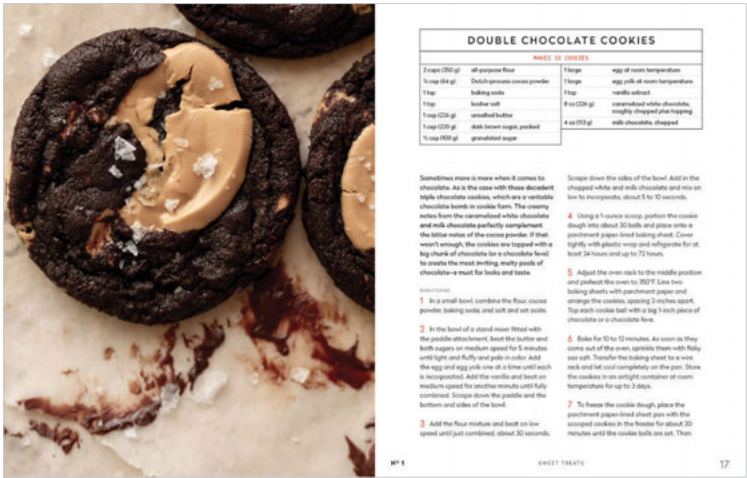 DOUBLE CHOCOLATE COOKIES
MAKES 30 COOKIES
2 cups (250 g) all-purpose flour
¾ cup (64 g) Dutch-process cocoa powder
1 tsp baking soda
1 tsp kosher salt
1 cup (226 g) unsalted butter
1 cup (220 g) dark brown sugar, packed
½ cup (100 g) granulated sugar
1 large egg at room temperature
1 large egg yolk at room temperature
1 tsp vanilla extract
8 oz (226 g) caramelized white chocolate,
roughly chopped plus topping
4 oz (113 g) milk chocolate, chopped
Sometimes more is more when it comes to
chocolate. As is the case with these decadent
triple chocolate cookies, which are a veritable
chocolate bomb in cookie form. The creamy
notes from the caramelized white chocolate
and milk chocolate perfectly complement
the bitter notes of the cocoa powder. If that
wasn't enough, the cookies are topped with a
big chunk of chocolate (or a chocolate feve)
to create the most inviting, melty pools of
chocolate—a must for looks and taste.
DIRECTIONS
1 In a small bowl, combine the flour, cocoa
powder, baking soda, and salt and set aside.
2 In the bowl of a stand mixer fitted with
the paddle attachment, beat the butter and
both sugars on medium speed for 5 minutes
until light and fluffy and pale in color. Add
the egg and egg yolk one at a time until each
is incorporated. Add the vanilla and beat on
medium speed for another minute until fully
combined. Scrape down the paddle and the
bottom and sides of the bowl.
3 Add the flour mixture and beat on low
speed until just combined, about 30 seconds.
Scrape down the sides of the bowl. Add in the
chopped white and milk chocolate and mix on
low to incorporate, about 5 to 10 seconds.
4 Using a 1-ounce scoop, portion the cookie
dough into about 30 balls and place onto a
parchment paper-lined baking sheet. Cover
tightly with plastic wrap and refrigerate for at
least 24 hours and up to 72 hours.
5 Adjust the oven rack to the middle position
and preheat the oven to 350°F. Line two
baking sheets with parchment paper and
arrange the cookies, spacing 2-inches apart.
Top each cookie ball with a big 1-inch piece of
chocolate or a chocolate feve.
6 Bake for 10 to 12 minutes. As soon as they
come out of the oven, sprinkle them with flaky
sea salt. Transfer the baking sheet to a wire
rack and let cool completely on the pan. Store
the cookies in an airtight container at room
temperature for up to 3 days.
7 To freeze the cookie dough, place the
parchment paper-lined sheet pan with the
scooped cookies in the freezer for about 20
minutes until the cookie balls are set. Then
Nº 1
SWEET TREATS
17